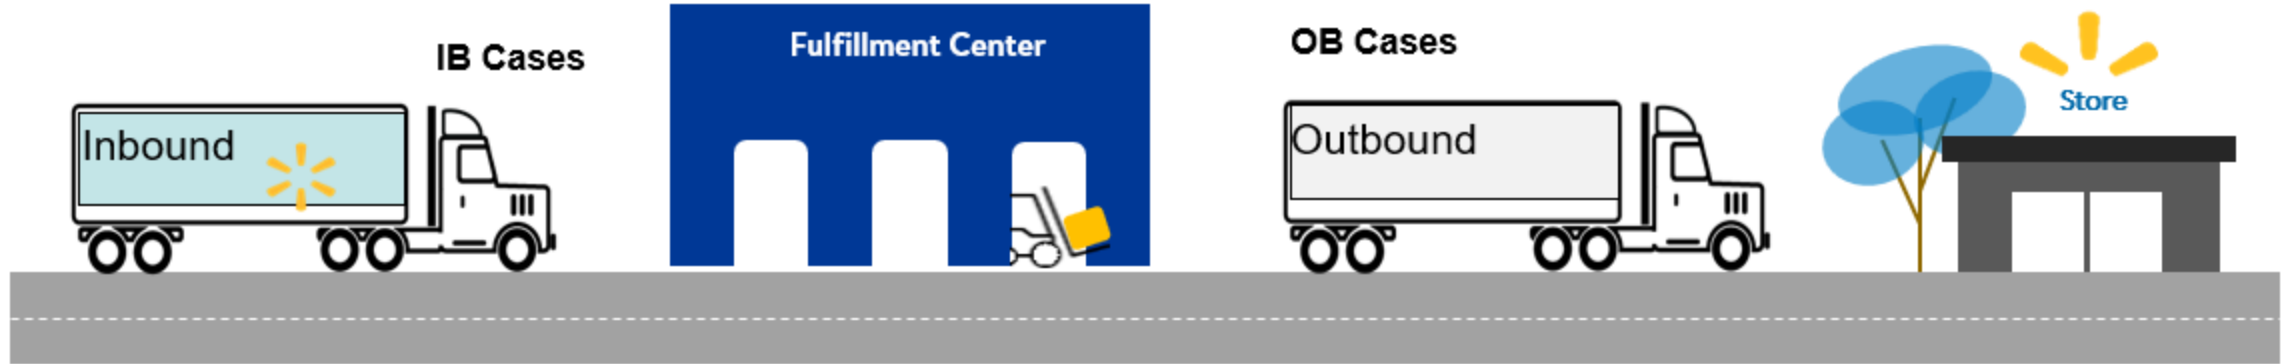 IB Cases
Inbound
Fulfillment Center
OB Cases
Outbound
Store